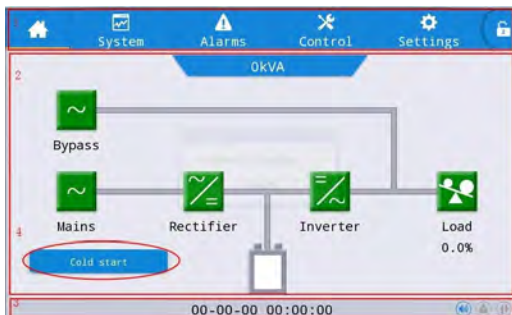 1
System Alarms Control Settings
2
0kVA
Bypass
Mains Rectifier Inverter Load
0.0%
4
Cold start
3
00-00-00 00:00:00